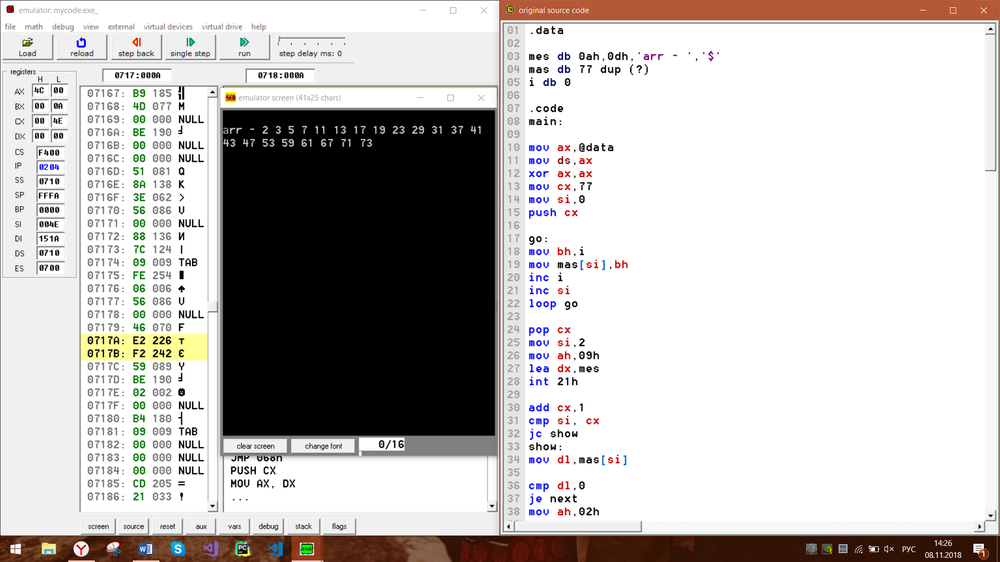 emulator: mycode.exe_
file math debug view external virtual devices virtual drive help
Load reload step back single step run step delay ms: 0
registers
H L
AX 4C 00
BX 00 0A
CX 00 4E
DX 00 00
CS F400
IP 0204
SS 0710
SP FFFA
BP 0000
SI 004E
DI 151A
DS 0710
ES 0700
0717:000A 0718:000A
07167: B9 185 ╣
07168: 4D 077 M
07169: 00 000 NULL
0716A: BE 190 ╛
0716B: 00 000 NULL
0716C: 00 000 NULL
0716D: 51 081 Q
0716E: 8A 138 К
0716F: 3E 062 >
07170: 56 086 V
07171: 00 000 NULL
07172: 88 136 И
07173: 7C 124 |
07174: 09 009 TAB
07175: FE 254 ■
07176: 06 006 ♠
07177: 56 086 V
07178: 00 000 NULL
07179: 46 070 F
0717A: E2 226 т
0717B: F2 242 Є
0717C: 59 089 Y
0717D: BE 190 ╛
0717E: 02 002 ☻
0717F: 00 000 NULL
07180: B4 180 ┤
07181: 09 009 TAB
07182: 00 000 NULL
07183: 00 000 NULL
07184: 00 000 NULL
07185: CD 205 =
07186: 21 033 !
SCR emulator screen (41x25 chars)
arr - 2 3 5 7 11 13 17 19 23 29 31 37 41
43 47 53 59 61 67 71 73
clear screen change font 0/16
JMP 068h
PUSH CX
MOV AX, DX
...
screen source reset aux vars debug stack flags
original source code
01 .data
02
03 mes db 0ah,0dh,'arr - ','$'
04 mas db 77 dup (?)
05 i db 0
06
07 .code
08 main:
09
10 mov ax,@data
11 mov ds,ax
12 xor ax,ax
13 mov cx,77
14 mov si,0
15 push cx
16
17 go:
18 mov bh,i
19 mov mas[si],bh
20 inc i
21 inc si
22 loop go
23
24 pop cx
25 mov si,2
26 mov ah,09h
27 lea dx,mes
28 int 21h
29
30 add cx,1
31 cmp si, cx
32 jc show
33 show:
34 mov dl,mas[si]
35
36 cmp dl,0
37 je next
38 mov ah,02h
PC
8086
РУС
14:26
08.11.2018
1